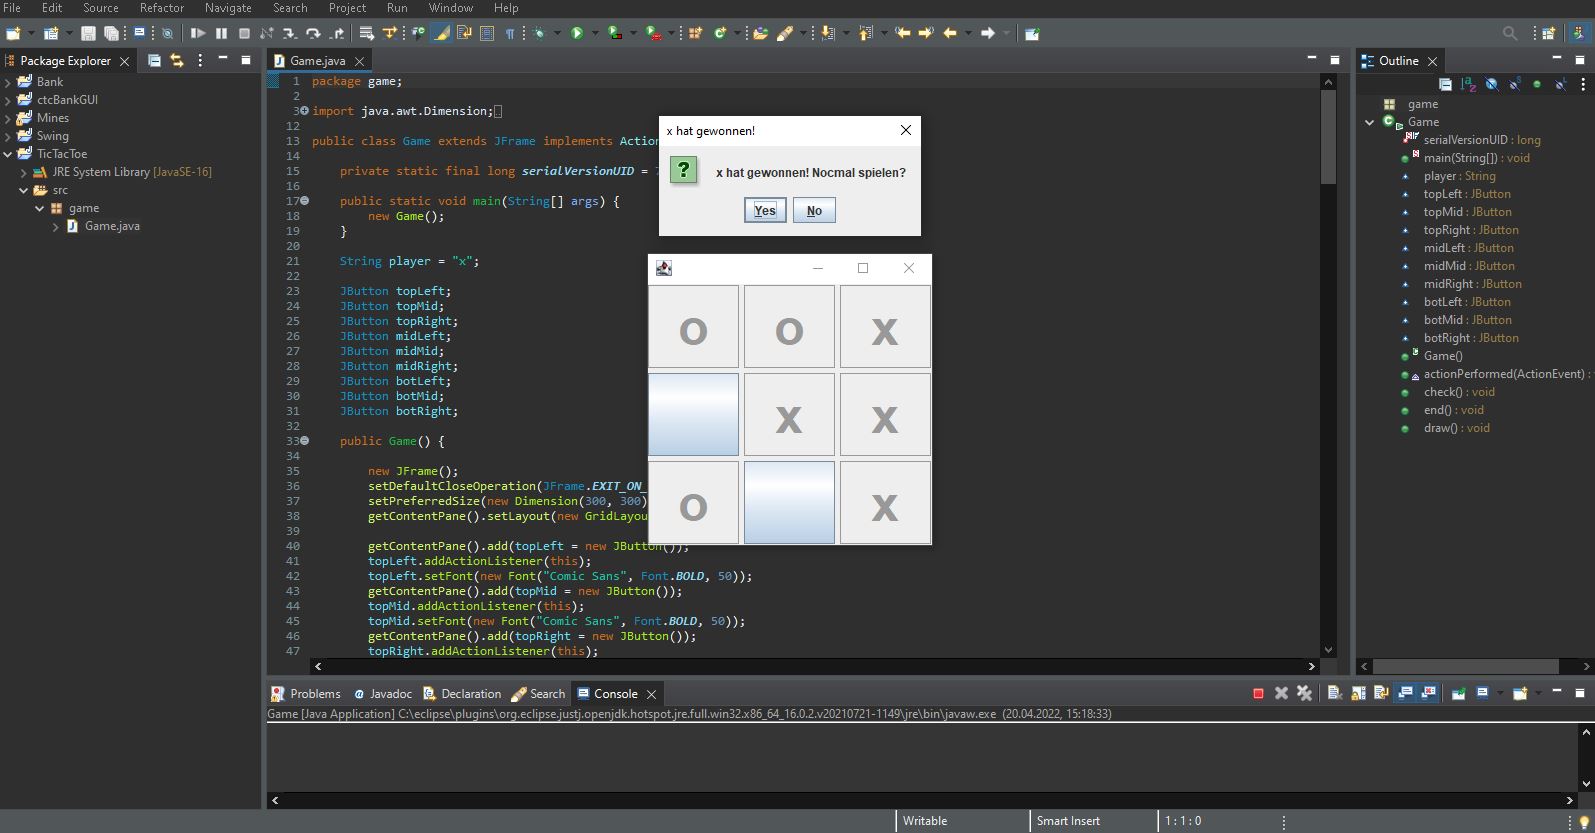 File Edit Source Refactor Navigate Search Project Run Window Help
Package Explorer
Bank
ctcBankGUI
Mines
Swing
TicTacToe
JRE System Library [JavaSE-16]
src
game
Game.java
Game.java
1 package game;
2
3 import java.awt.Dimension;
12
13 public class Game extends JFrame implements Action
14
15 private static final long serialVersionUID =
16
17 public static void main(String[] args) {
18 new Game();
19 }
20
21 String player = "x";
22
23 JButton topLeft;
24 JButton topMid;
25 JButton topRight;
26 JButton midLeft;
27 JButton midMid;
28 JButton midRight;
29 JButton botLeft;
30 JButton botMid;
31 JButton botRight;
32
33 public Game() {
34
35 new JFrame();
36 setDefaultCloseOperation(JFrame.EXIT_ON_
37 setPreferredSize(new Dimension(300, 300)
38 getContentPane().setLayout(new GridLayou
39
40 getContentPane().add(topLeft = new JButton());
41 topLeft.addActionListener(this);
42 topLeft.setFont(new Font("Comic Sans", Font.BOLD, 50));
43 getContentPane().add(topMid = new JButton());
44 topMid.addActionListener(this);
45 topMid.setFont(new Font("Comic Sans", Font.BOLD, 50));
46 getContentPane().add(topRight = new JButton());
47 topRight.addActionListener(this);
x hat gewonnen!
x hat gewonnen! Nocmal spielen?
Yes No
o o x
x x
o x
Outline
game
Game
serialVersionUID : long
main(String[]) : void
player : String
topLeft : JButton
topMid : JButton
topRight : JButton
midLeft : JButton
midMid : JButton
midRight : JButton
botLeft : JButton
botMid : JButton
botRight : JButton
Game()
actionPerformed(ActionEvent) :
check() : void
end() : void
draw() : void
Problems Javadoc Declaration Search Console
Game [Java Application] C:\eclipse\plugins\org.eclipse.justj.openjdk.hotspot.jre.full.win32.x86_64_16.0.2.v20210721-1149\jre\bin\javaw.exe (20.04.2022, 15:18:33)
Writable Smart Insert 1 : 1 : 0